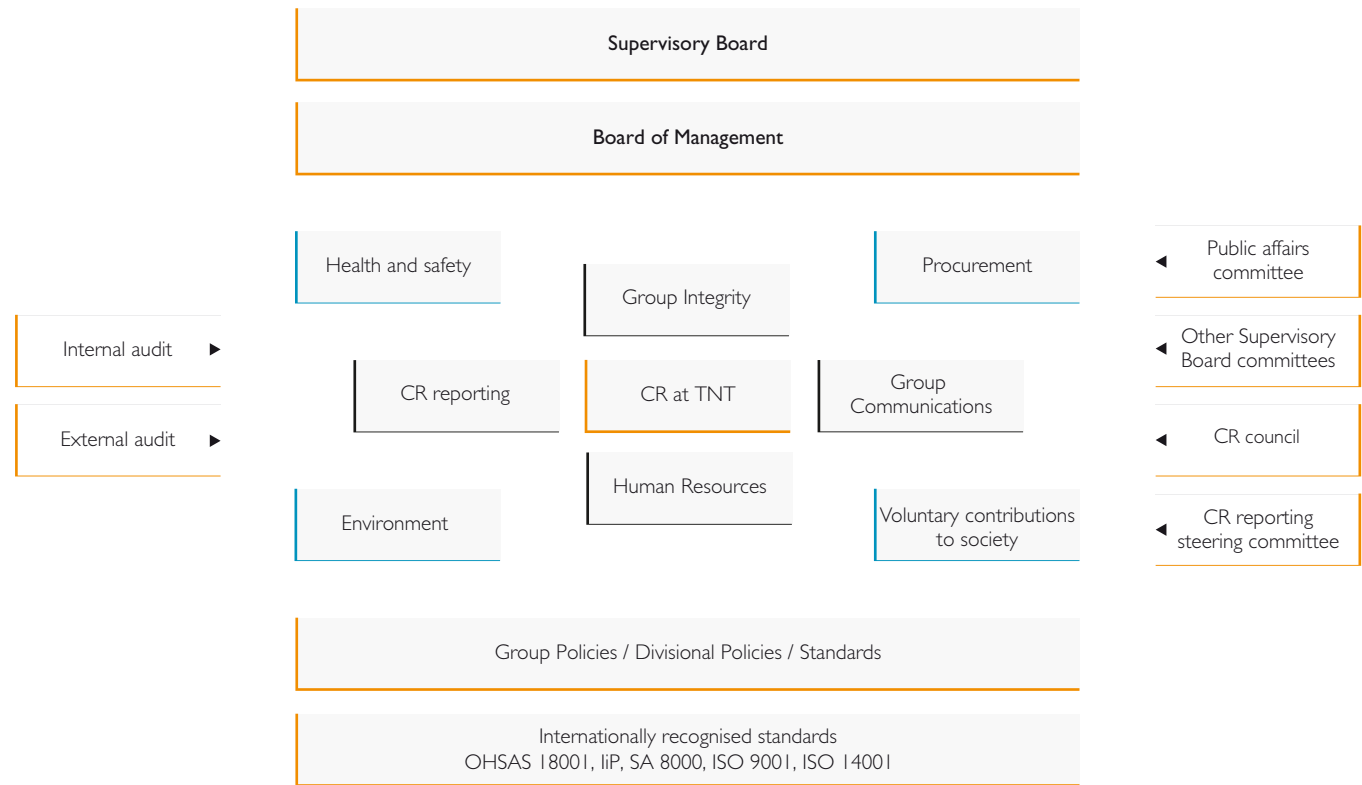 Supervisory Board
Board of Management
Health and safety
Procurement
Public affairs
committee
Group Integrity
Internal audit
Other Supervisory
Board committees
CR reporting
CR at TNT
Group
Communications
External audit
CR council
Human Resources
Environment
Voluntary contributions
to society
CR reporting
steering committee
Group Policies / Divisional Policies / Standards
Internationally recognised standards
OHSAS 18001, IiP, SA 8000, ISO 9001, ISO 14001